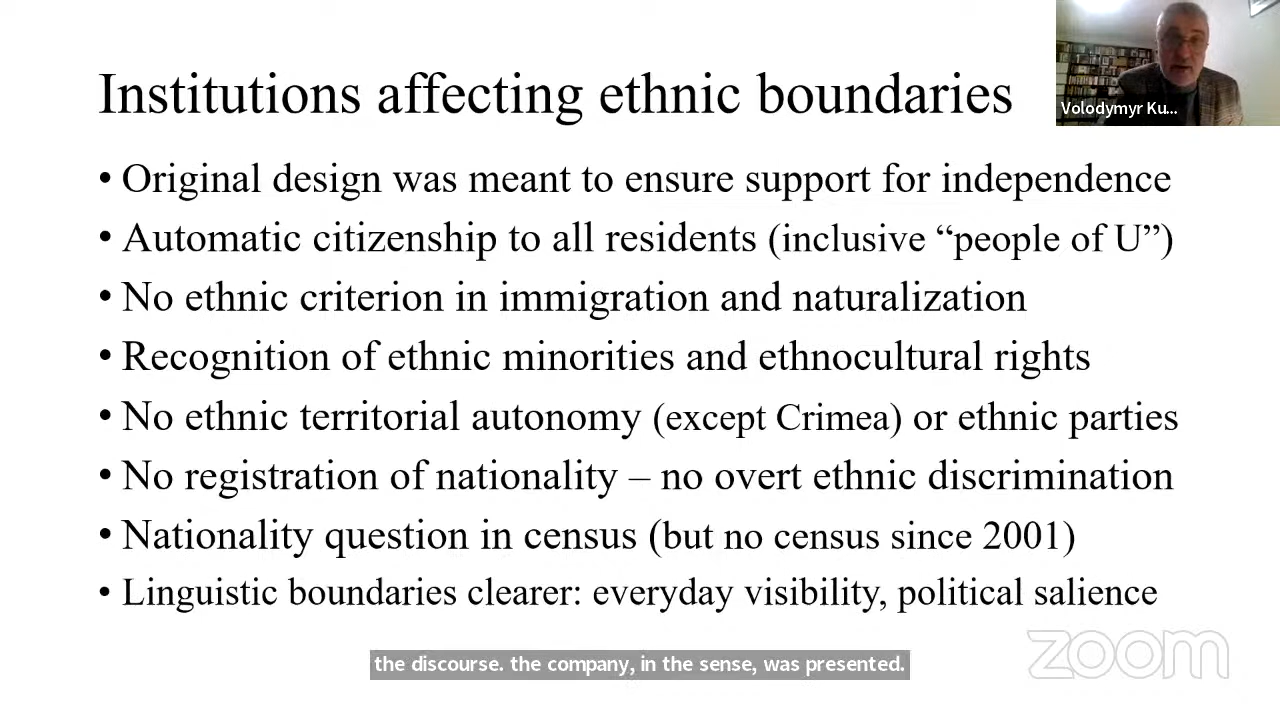 Institutions affecting ethnic boundaries
Volodymyr Ku...
• Original design was meant to ensure support for independence
• Automatic citizenship to all residents (inclusive “people of U”)
• No ethnic criterion in immigration and naturalization
• Recognition of ethnic minorities and ethnocultural rights
• No ethnic territorial autonomy (except Crimea) or ethnic parties
• No registration of nationality – no overt ethnic discrimination
• Nationality question in census (but no census since 2001)
• Linguistic boundaries clearer: everyday visibility, political salience
zoom
the discourse. the company, in the sense, was presented.